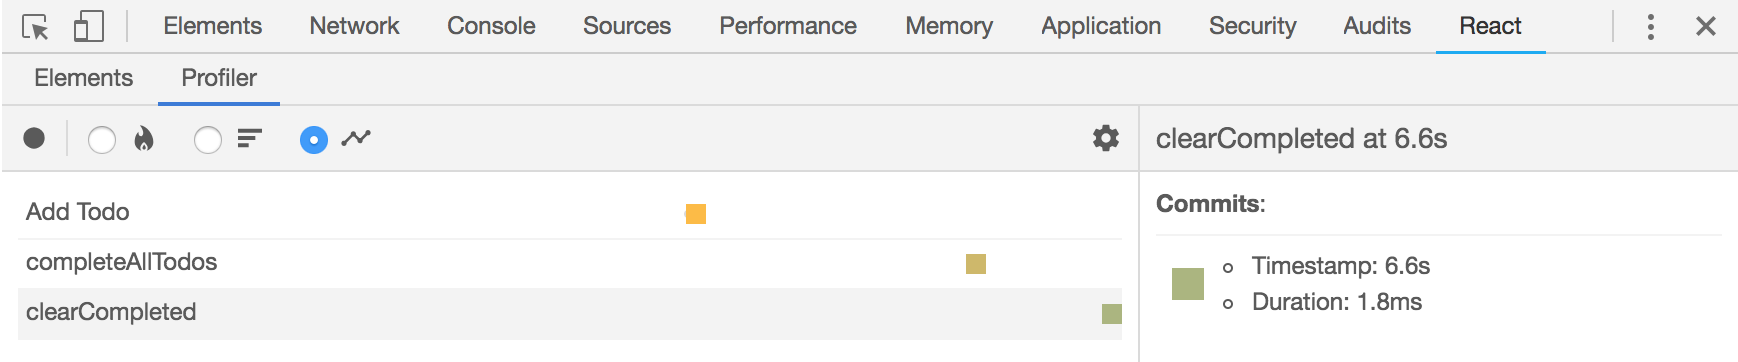 Elements Network Console Sources Performance Memory Application Security Audits React
Elements Profiler
clearCompleted at 6.6s
Add Todo
completeAllTodos
clearCompleted
Commits:
Timestamp: 6.6s
Duration: 1.8ms